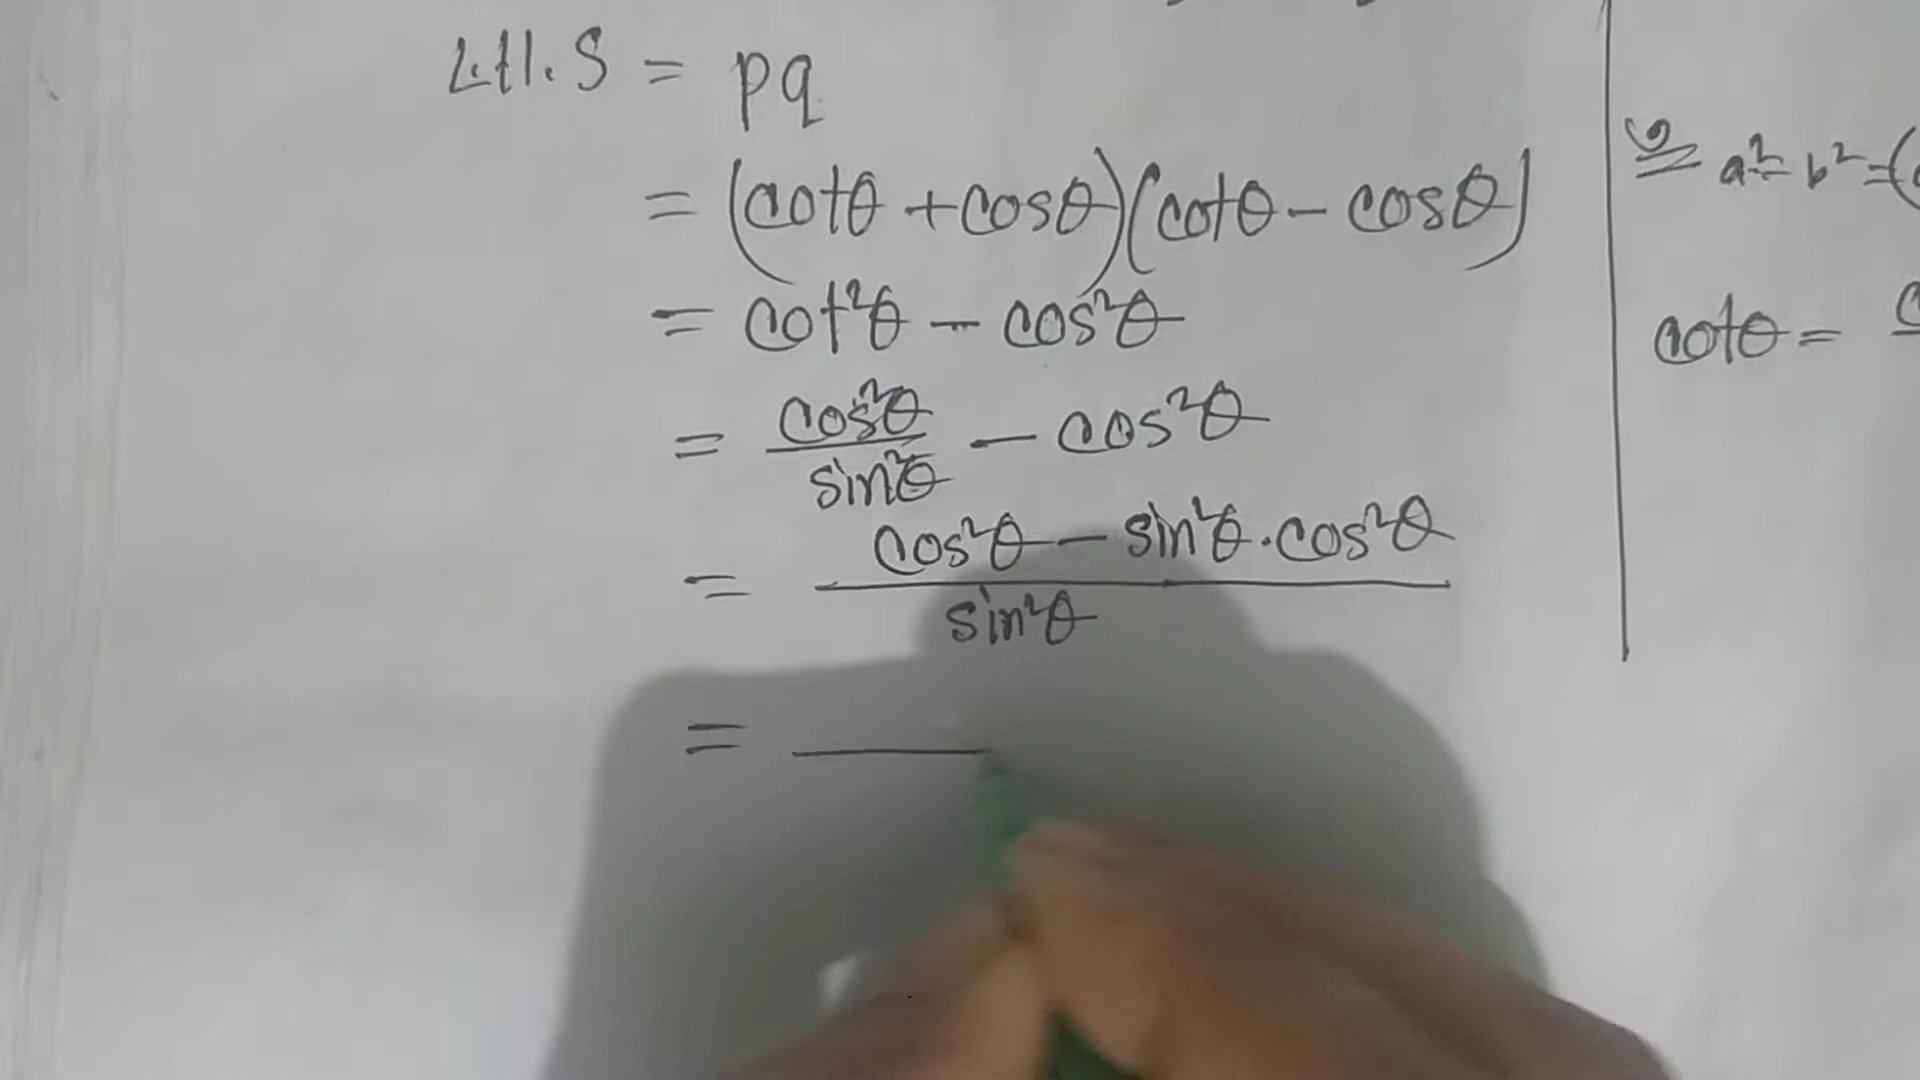 L.H.S = pq
= (cotθ + cosθ)(cotθ - cosθ)
= cot²θ - cos²θ
= cos²θ/sin²θ - cos²θ
= (cos²θ - sin²θ.cos²θ)/sin²θ
=
a² - b² = (
cotθ =